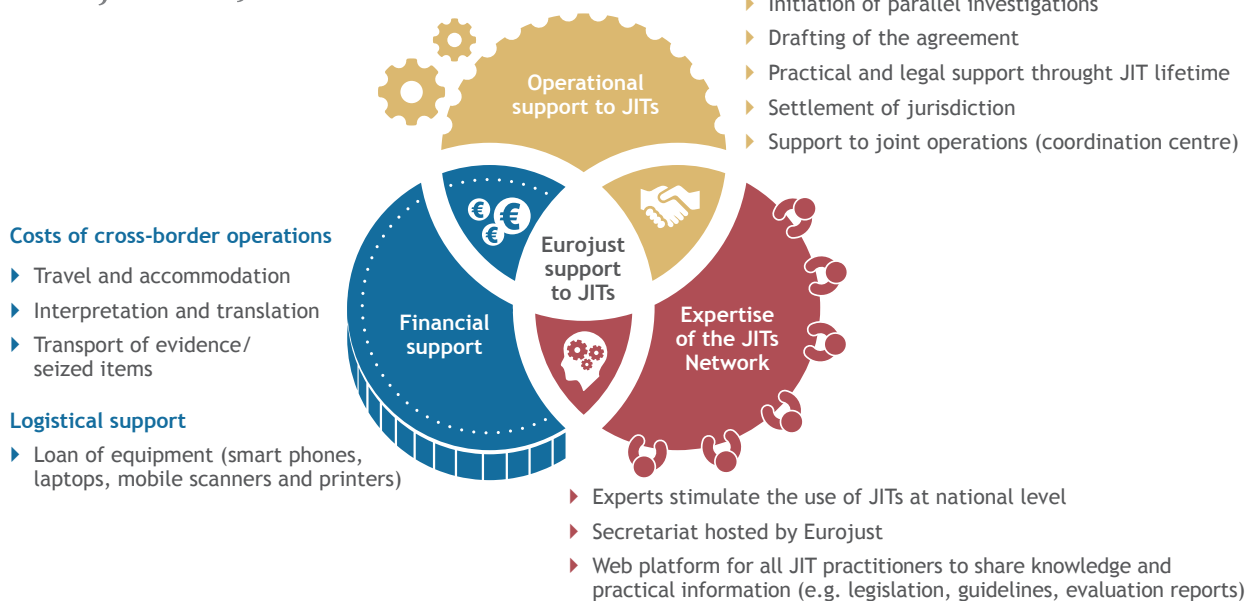 Initiation of parallel investigations
Drafting of the agreement
Practical and legal support throught JIT lifetime
Settlement of jurisdiction
Support to joint operations (coordination centre)
Operational
support to JITs
Eurojust
support
to JITs
Costs of cross-border operations
Travel and accommodation
Interpretation and translation
Transport of evidence/
seized items
Logistical support
Loan of equipment (smart phones,
laptops, mobile scanners and printers)
Financial
support
€
€
€
Expertise
of the JITs
Network
Experts stimulate the use of JITs at national level
Secretariat hosted by Eurojust
Web platform for all JIT practitioners to share knowledge and
practical information (e.g. legislation, guidelines, evaluation reports)